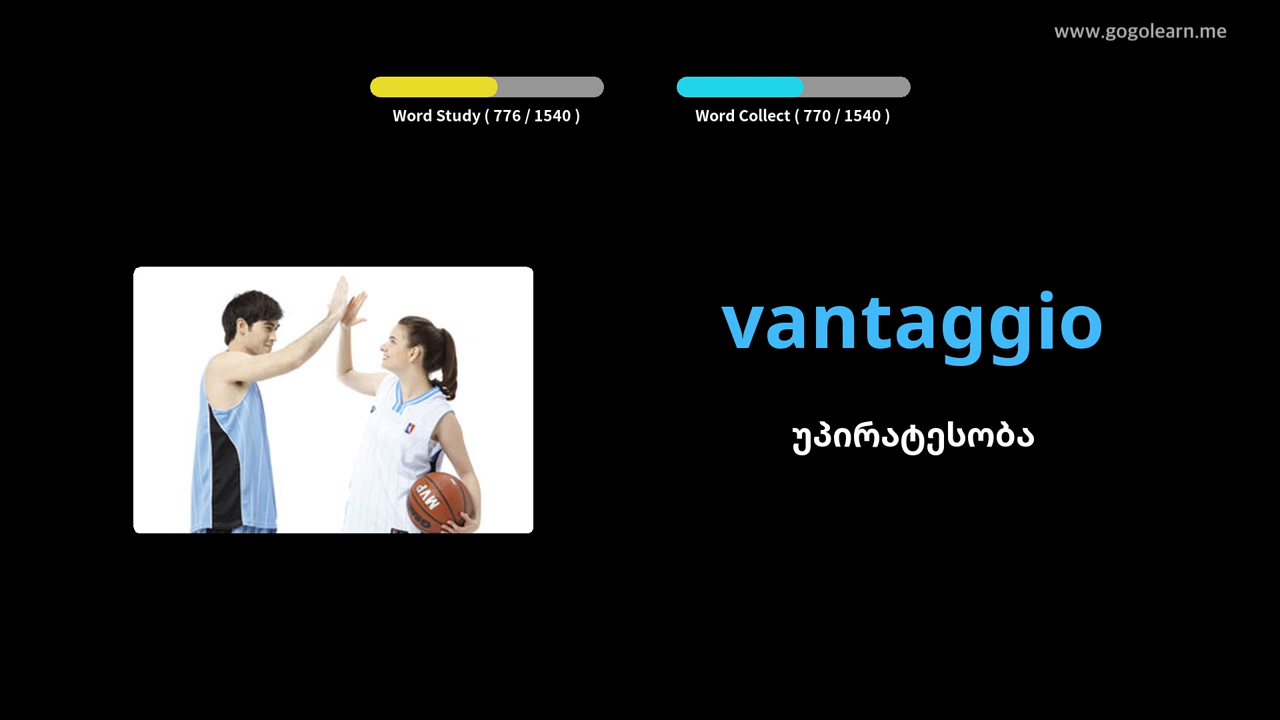 www.gogolearn.me
Word Study ( 776 / 1540 )
Word Collect ( 770 / 1540 )
vantaggio
უპირატესობა
MVP